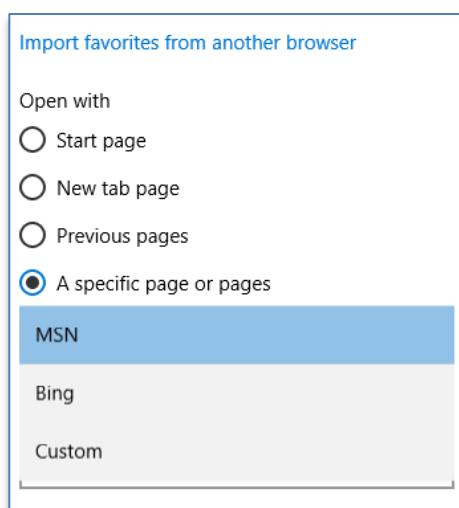 Import favorites from another browser
Open with
Start page
New tab page
Previous pages
A specific page or pages
MSN
Bing
Custom